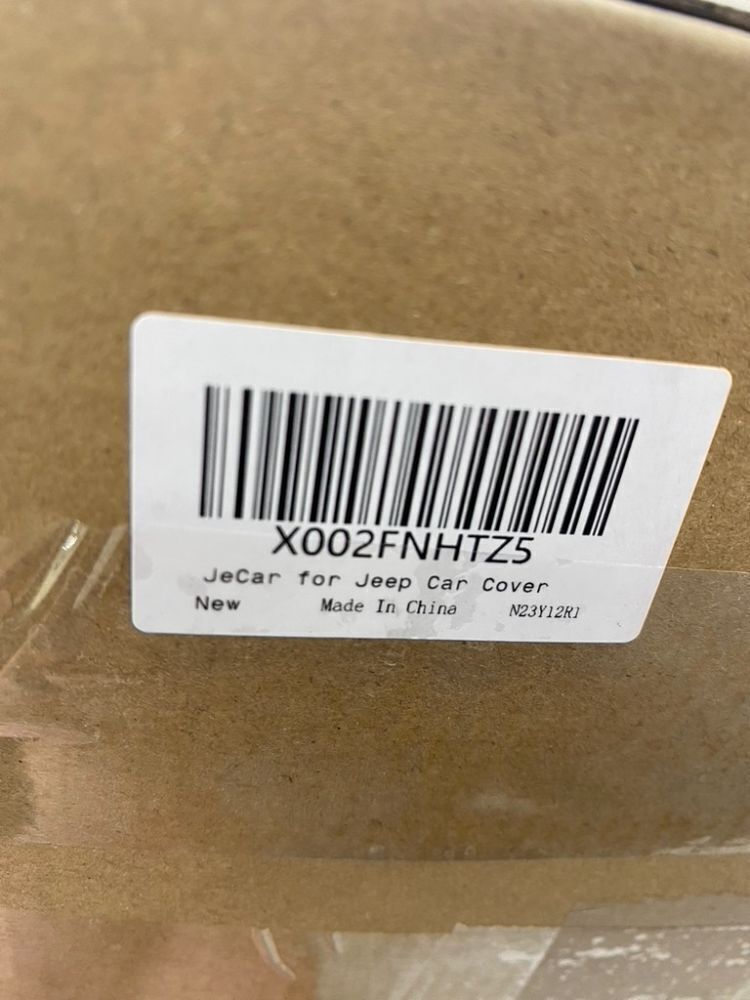 X002FNHTZ5
JeCar for Jeep Car Cover
New Made In China N23Y12R1